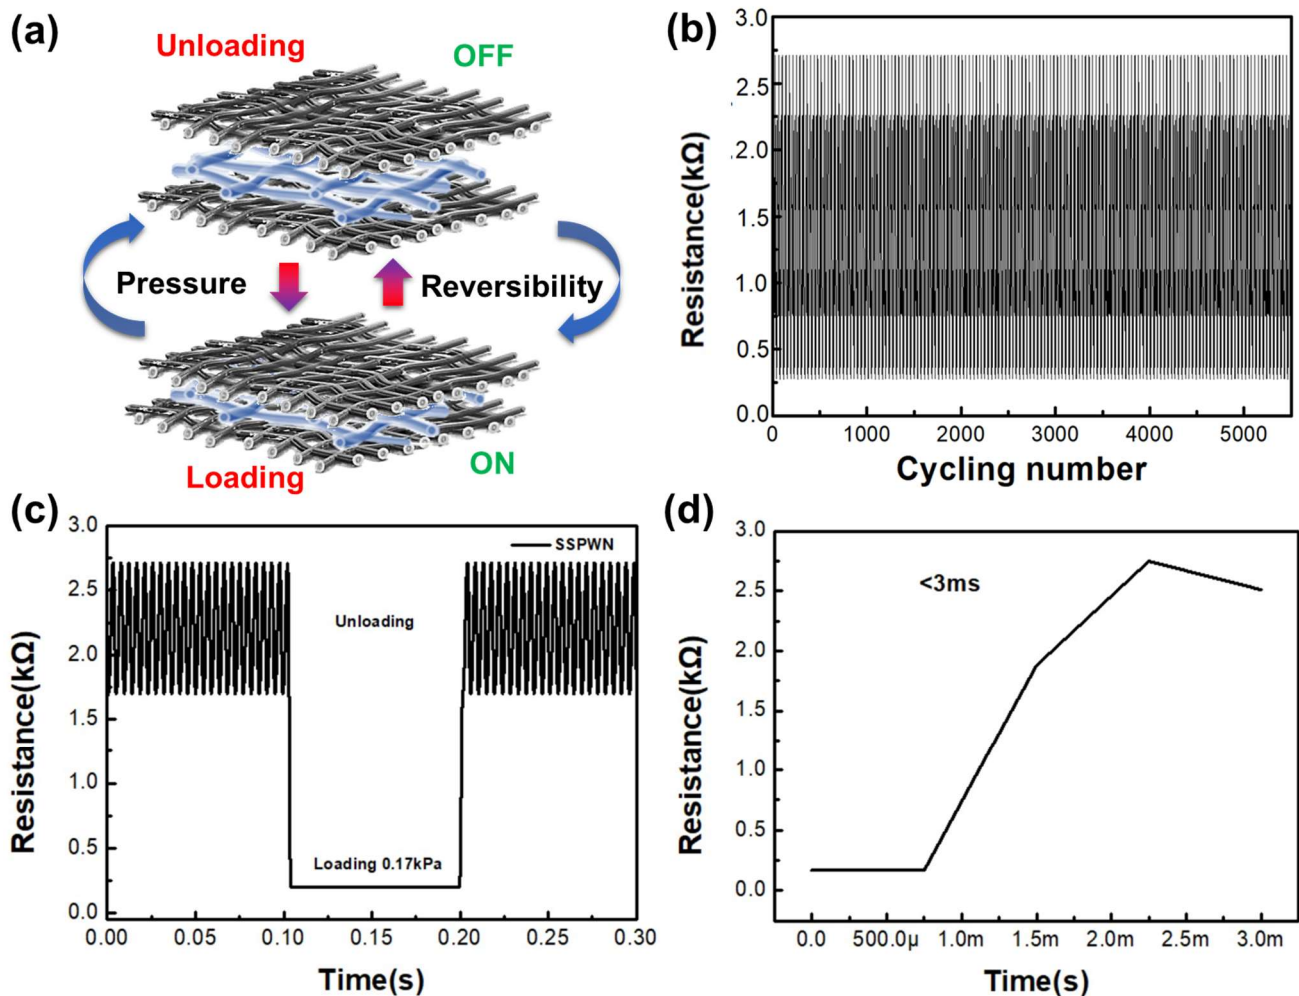 (a)
Unloading
OFF
Pressure
Reversibility
Loading
ON
(b)
3.0
2.5
2.0
1.5
1.0
0.5
0.0
Resistance(kΩ)
0 1000 2000 3000 4000 5000
Cycling number
(c)
3.0
2.5
2.0
1.5
1.0
0.5
0.0
Resistance(kΩ)
SSPWN
Unloading
Loading 0.17kPa
0.00 0.05 0.10 0.15 0.20 0.25 0.30
Time(s)
(d)
3.0
2.5
2.0
1.5
1.0
0.5
0.0
Resistance(kΩ)
<3ms
0.0 500.0μ 1.0m 1.5m 2.0m 2.5m 3.0m
Time(s)